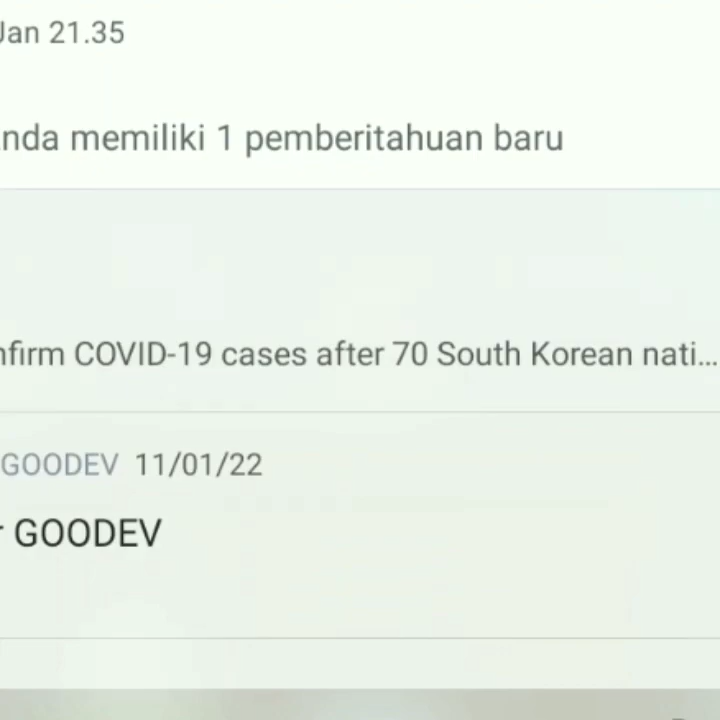 Jan 21.35
nda memiliki 1 pemberitahuan baru
nfirm COVID-19 cases after 70 South Korean nati...
GOODEV 11/01/22
r GOODEV